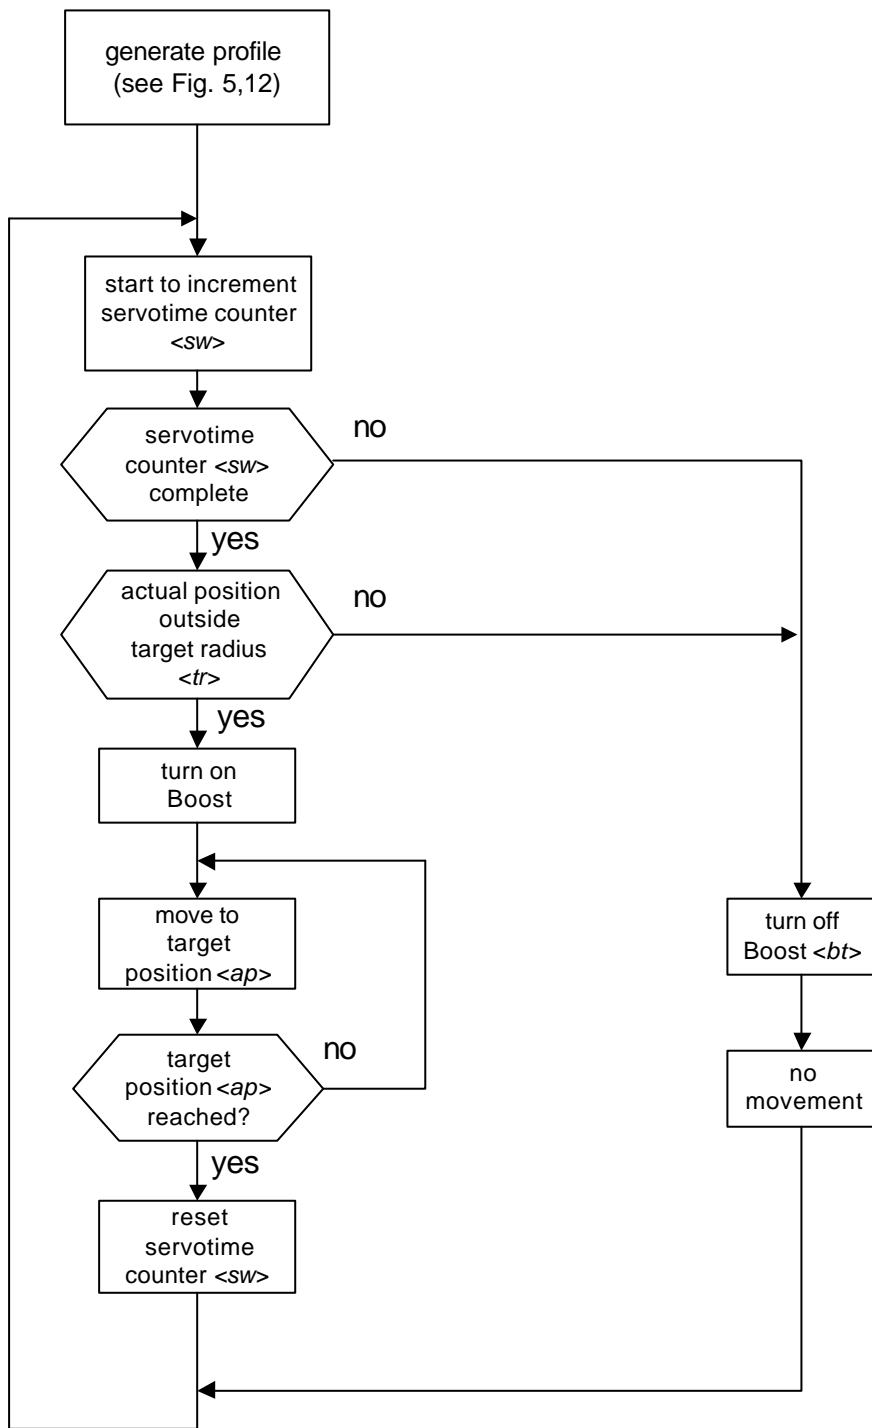 generate profile
(see Fig. 5,12)
start to increment
servotime counter
<sw>
servotime
counter <sw>
complete
no
yes
actual position
outside
target radius
<tr>
no
yes
turn on
Boost
move to
target
position <ap>
turn off
Boost <bt>
target
position <ap>
reached?
no
no
movement
yes
reset
servotime
counter <sw>